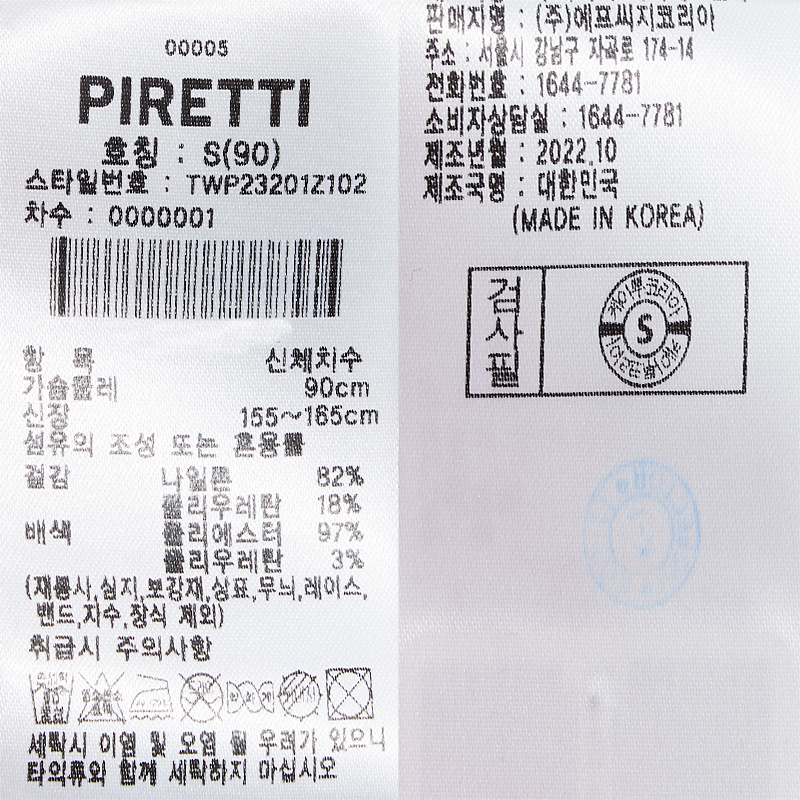 00005
PIRETTI
호칭 : S(90)
스타일번호 : TWP23201Z102
차수 : 0000001
항 목 신체치수
가슴둘레 90cm
신장 155~165cm
섬유의 조성 또는 혼용률
겉감 나일론 82%
폴리우레탄 18%
배색 폴리에스터 97%
폴리우레탄 3%
(재봉사,심지,보강재,상표,무늬,레이스,
밴드,자수,장식 제외)
취급시 주의사항
세탁시 이염 및 오염 될 우려가 있으니
타의류와 함께 세탁하지 마십시오
판매자명 : (주)에프씨지코리아
주소 : 서울시 강남구 자곡로 174-14
전화번호 : 1644-7781
소비자상담실 : 1644-7781
제조년월 : 2022.10
제조국명 : 대한민국
(MADE IN KOREA)
검사필
S